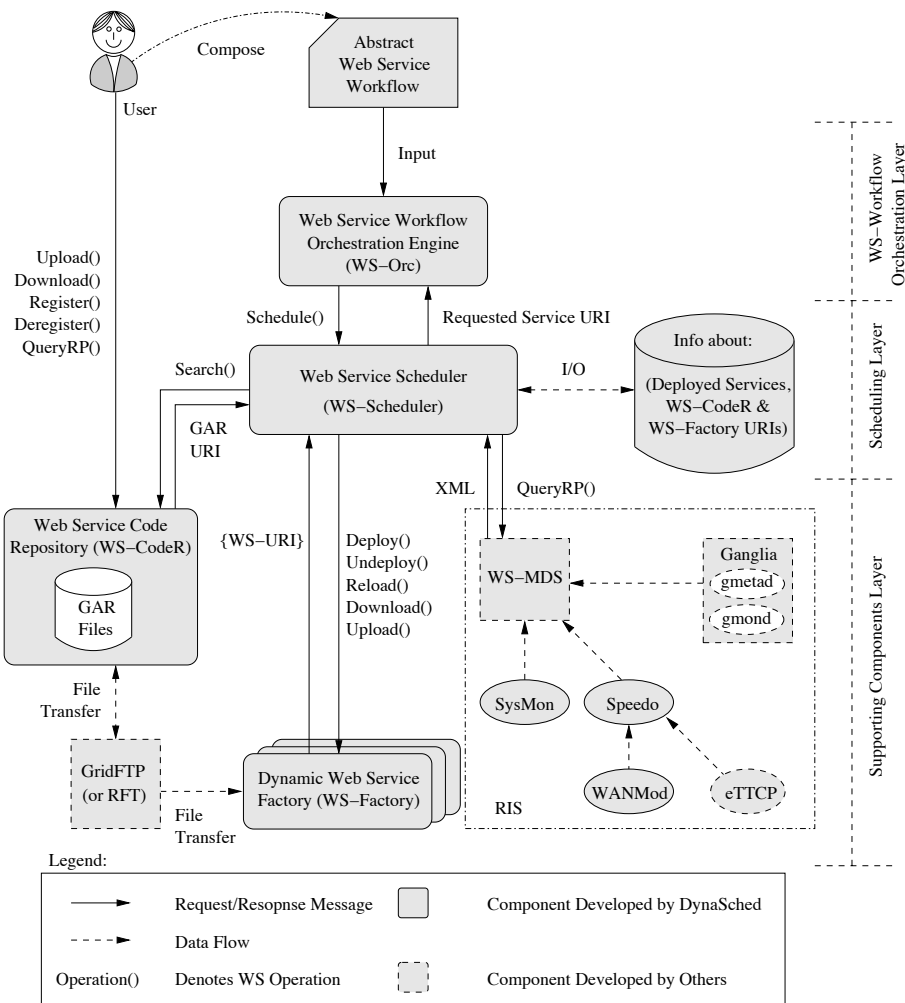 Compose
Abstract
Web Service
Workflow
User
Input
WS−Workflow
Orchestration Layer
Web Service Workflow
Orchestration Engine
(WS−Orc)
Upload()
Download()
Register()
Deregister()
QueryRP()
Schedule()
Requested Service URI
Scheduling Layer
Info about:
(Deployed Services,
WS−CodeR &
WS−Factory URIs)
Search()
Web Service Scheduler
(WS−Scheduler)
I/O
GAR
URI
XML
QueryRP()
Web Service Code
Repository (WS−CodeR)
GAR
Files
{WS−URI}
Deploy()
Undeploy()
Reload()
Download()
Upload()
WS−MDS
Ganglia
gmetad
gmond
Supporting Components Layer
File
Transfer
SysMon
Speedo
GridFTP
(or RFT)
File
Transfer
Dynamic Web Service
Factory (WS−Factory)
WANMod
eTTCP
RIS
Legend:
Request/Resopnse Message
Component Developed by DynaSched
Data Flow
Operation()
Denotes WS Operation
Component Developed by Others